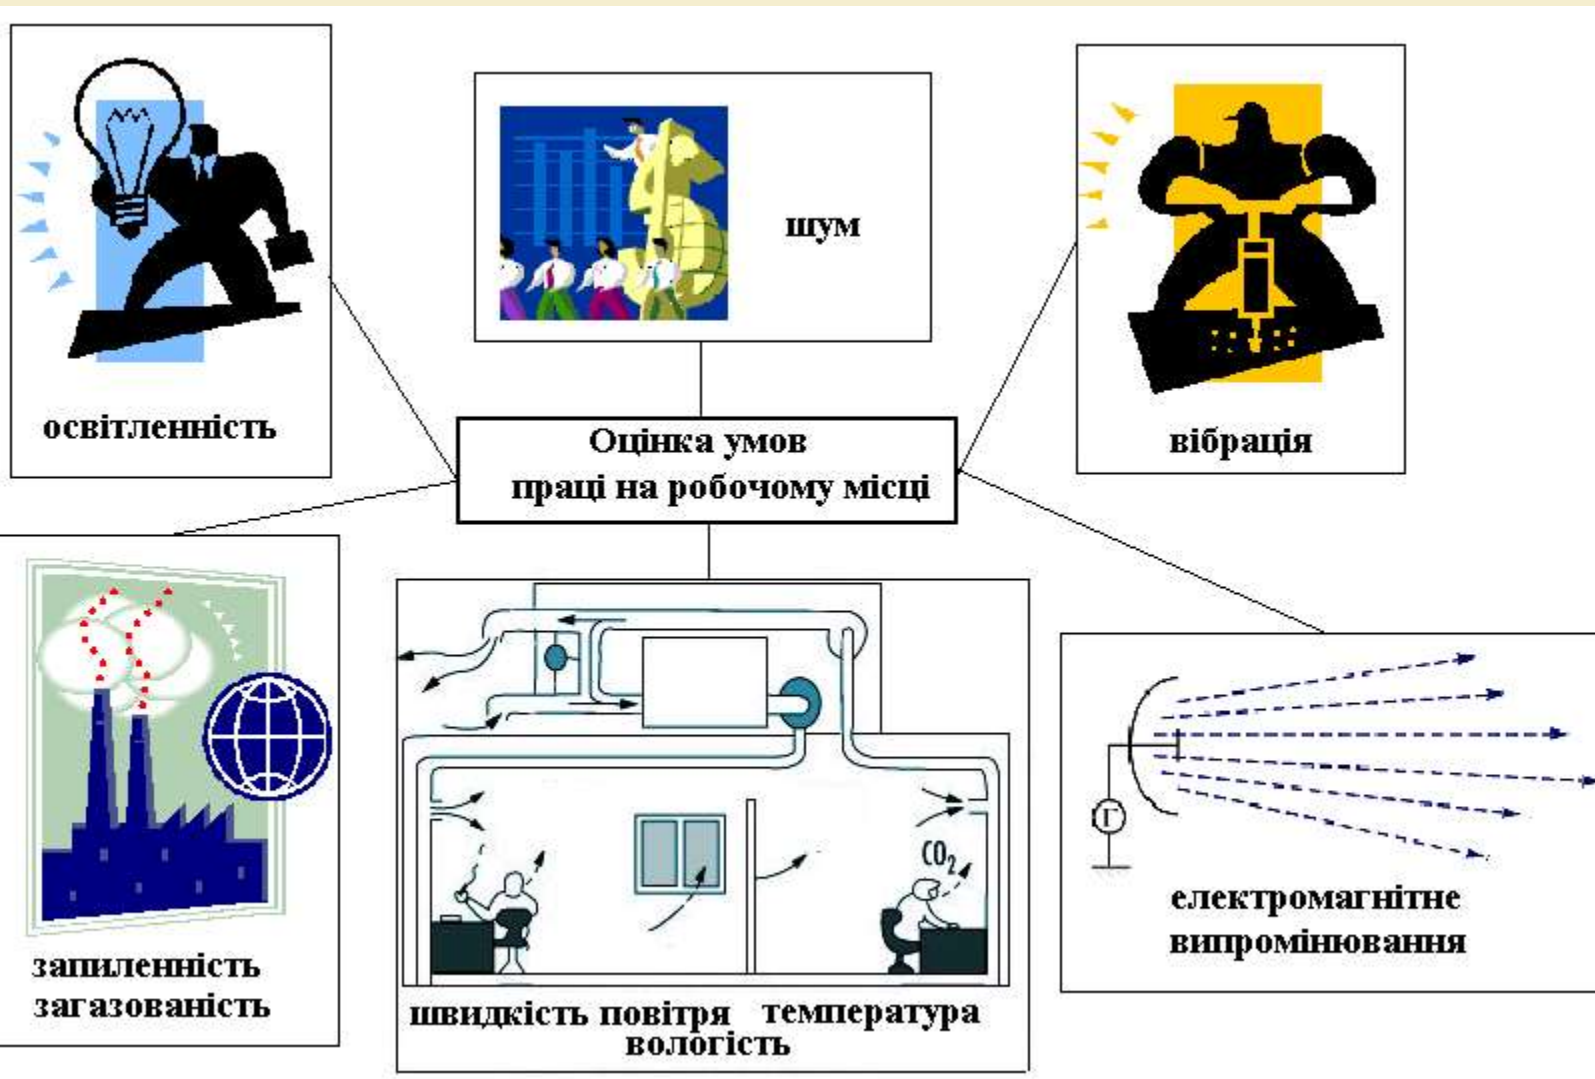 освітленність
шум
вібрація
Оцінка умов
праці на робочому місці
запиленність
загазованість
CO₂
швидкість повітря температура
вологість
Г
електромагнітне
випромінювання